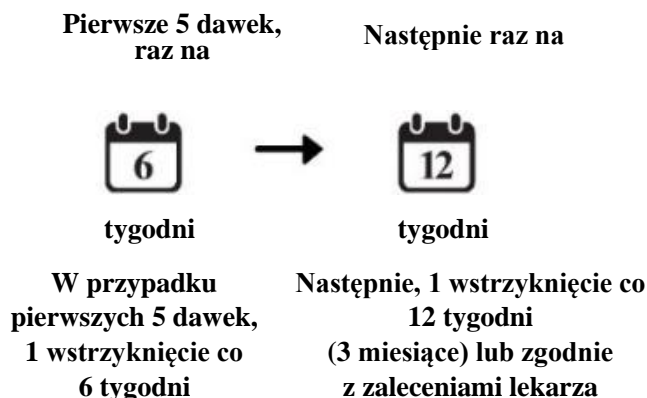 Pierwsze 5 dawek,
raz na
6
tygodni
W przypadku
pierwszych 5 dawek,
1 wstrzyknięcie co
6 tygodni
Następnie raz na
12
tygodni
Następnie, 1 wstrzyknięcie co
12 tygodni
(3 miesiące) lub zgodnie
z zaleceniami lekarza